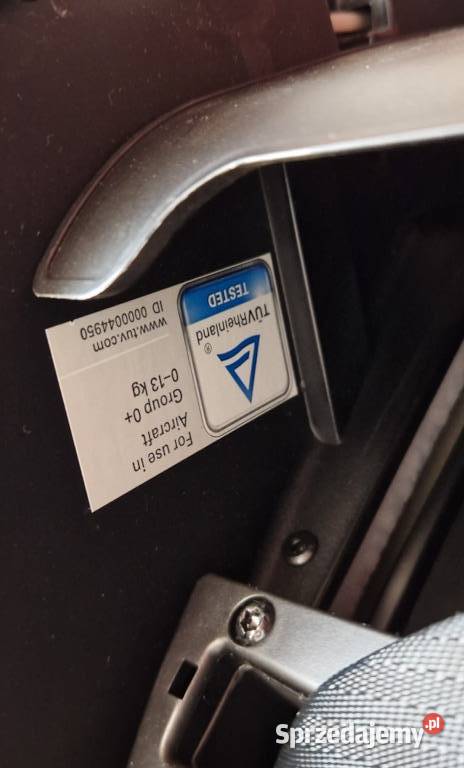 For use in
Aircraft
Group 0+
0–13 kg
www.tuv.com
ID 0000044950
TÜVRheinland®
TESTED
Sprzedajemy.pl